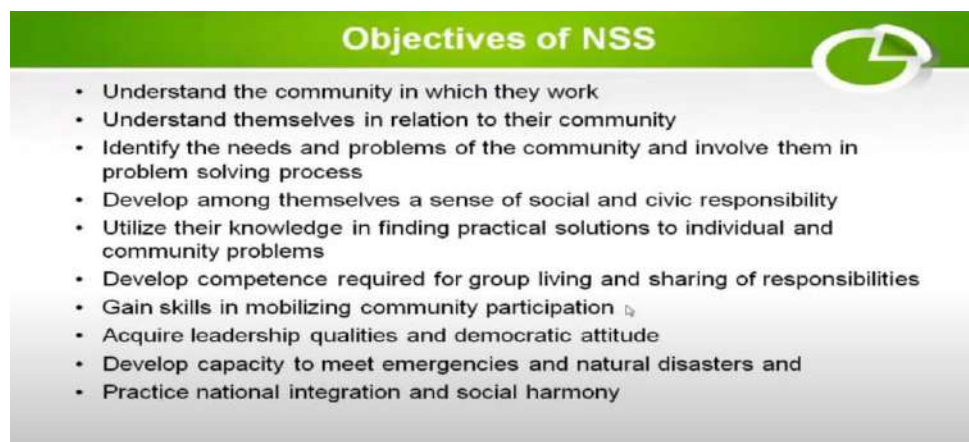 Objectives of NSS
• Understand the community in which they work
• Understand themselves in relation to their community
• Identify the needs and problems of the community and involve them in
problem solving process
• Develop among themselves a sense of social and civic responsibility
• Utilize their knowledge in finding practical solutions to individual and
community problems
• Develop competence required for group living and sharing of responsibilities
• Gain skills in mobilizing community participation
• Acquire leadership qualities and democratic attitude
• Develop capacity to meet emergencies and natural disasters and
• Practice national integration and social harmony